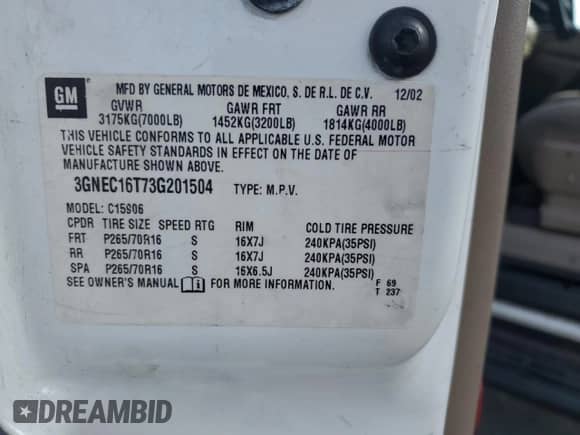 GM
MFD BY GENERAL MOTORS DE MEXICO, S. DE R.L. DE C.V. 12/02
GVWR GAWR FRT GAWR RR
3175KG(7000LB) 1452KG(3200LB) 1814KG(4000LB)
THIS VEHICLE CONFORMS TO ALL APPLICABLE U.S. FEDERAL MOTOR
VEHICLE SAFETY STANDARDS IN EFFECT ON THE DATE OF
MANUFACTURE SHOWN ABOVE.
3GNEC16T73G201504 TYPE: M.P.V.
MODEL: C15906
CPDR TIRE SIZE SPEED RTG RIM COLD TIRE PRESSURE
FRT P265/70R16 S 16X7J 240KPA(35PSI)
RR P265/70R16 S 16X7J 240KPA(35PSI)
SPA P265/70R16 S 16X6.5J 240KPA(35PSI)
SEE OWNER'S MANUAL FOR MORE INFORMATION. F 69
T 237
DREAMBID